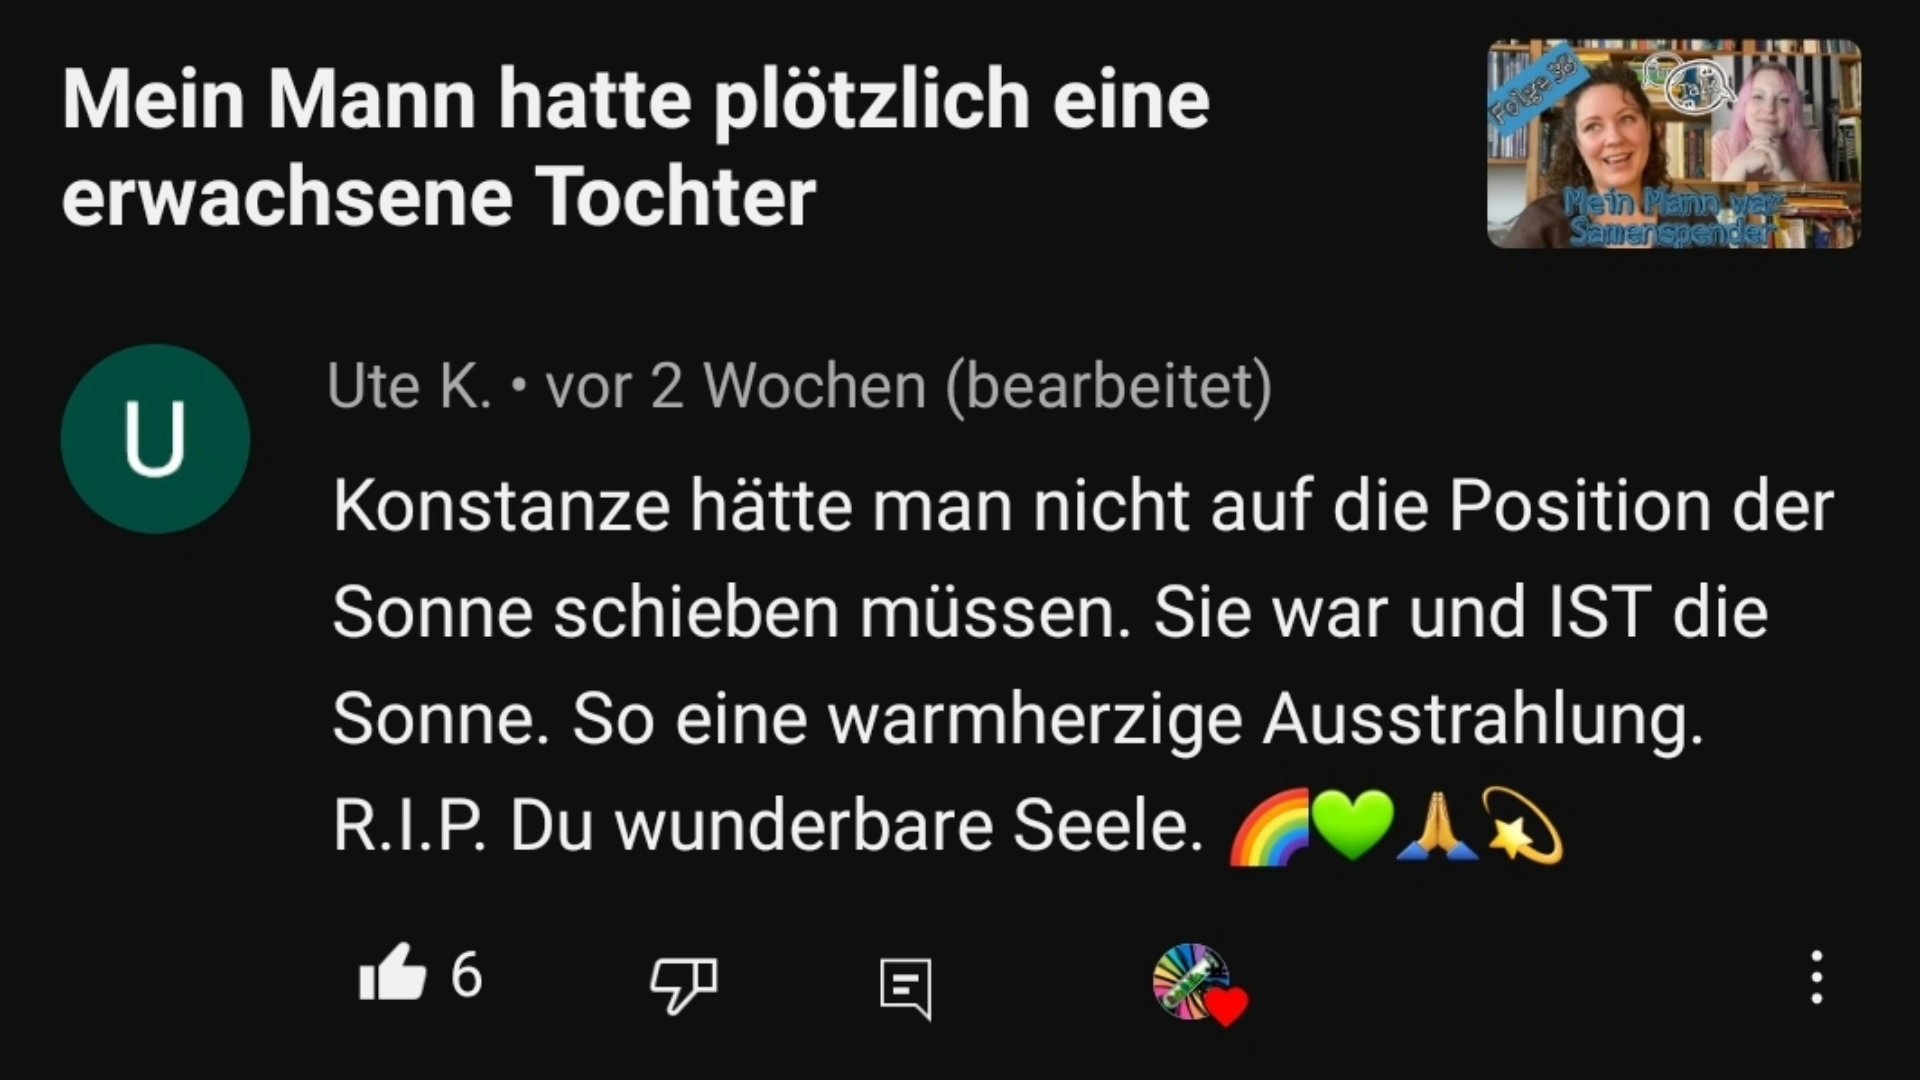 Mein Mann hatte plötzlich eine
erwachsene Tochter
Folge 38
Talk
Mein Mann war
Samenspender
U
Ute K. • vor 2 Wochen (bearbeitet)
Konstanze hätte man nicht auf die Position der
Sonne schieben müssen. Sie war und IST die
Sonne. So eine warmherzige Ausstrahlung.
R.I.P. Du wunderbare Seele. 🌈💚🙏💫
6